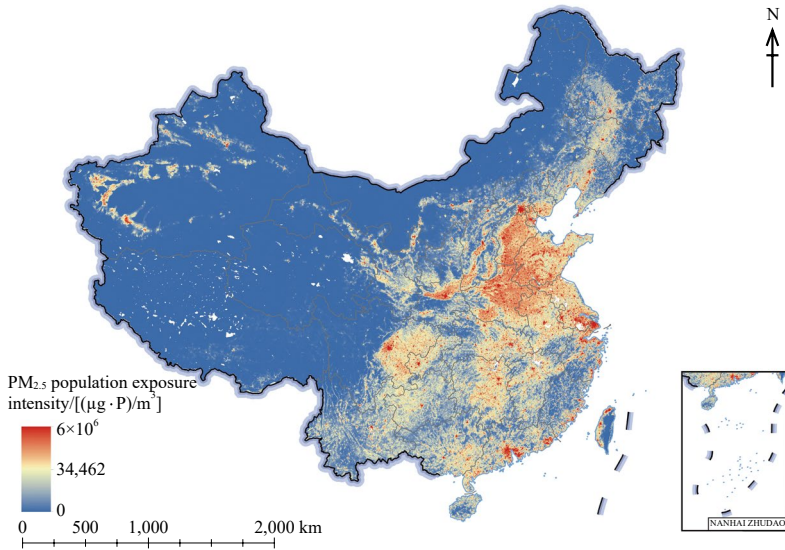 N
PM₂.₅ population exposure
intensity/[(μg · P)/m³]
6×10⁶
34,462
0
0 500 1,000 2,000 km
NANHAI ZHUDAO